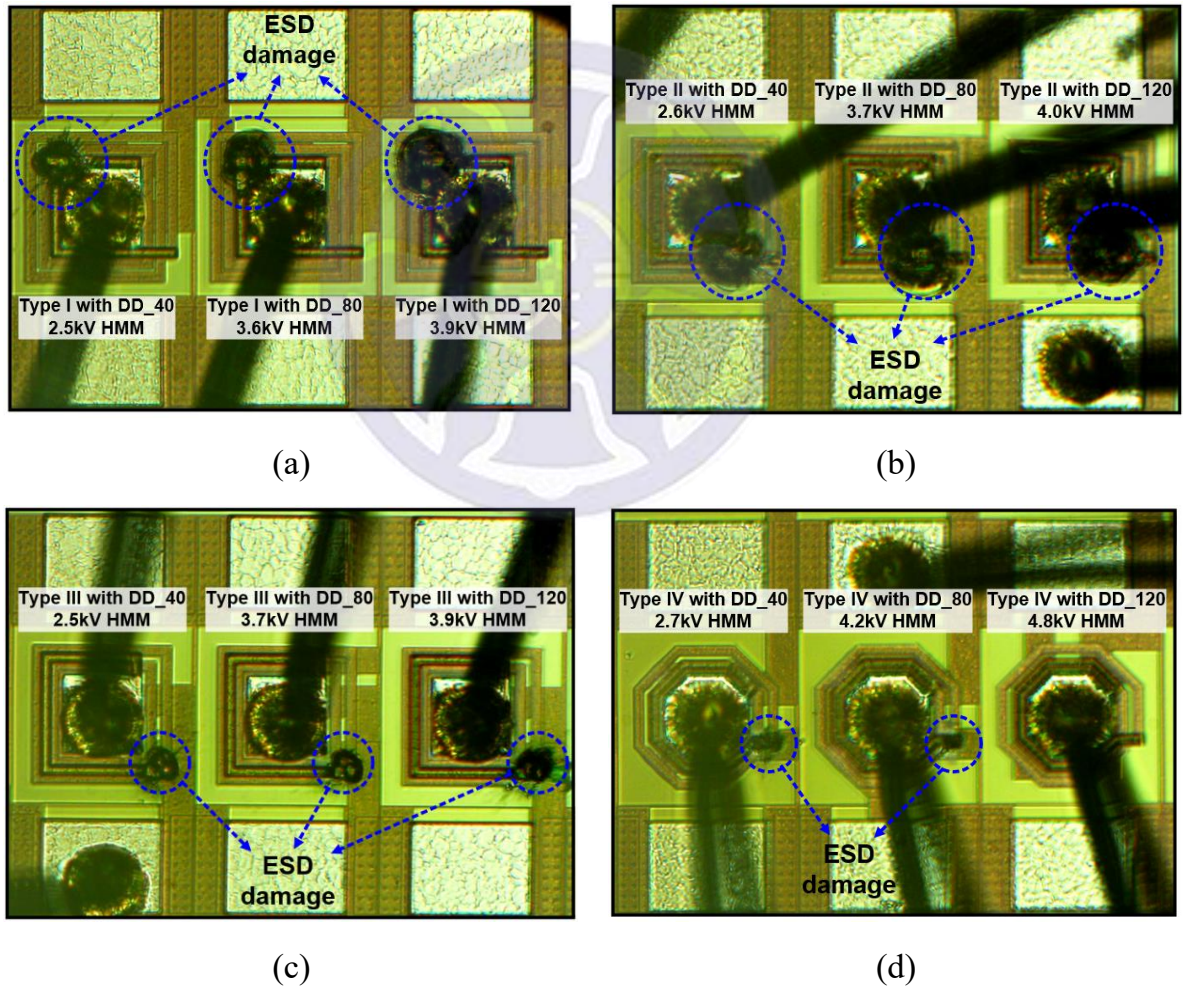 ESD
damage
Type I with DD_40
2.5kV HMM
Type I with DD_80
3.6kV HMM
Type I with DD_120
3.9kV HMM
(a)
Type II with DD_40
2.6kV HMM
Type II with DD_80
3.7kV HMM
Type II with DD_120
4.0kV HMM
ESD
damage
(b)
Type III with DD_40
2.5kV HMM
Type III with DD_80
3.7kV HMM
Type III with DD_120
3.9kV HMM
ESD
damage
(c)
Type IV with DD_40
2.7kV HMM
Type IV with DD_80
4.2kV HMM
Type IV with DD_120
4.8kV HMM
ESD
damage
(d)